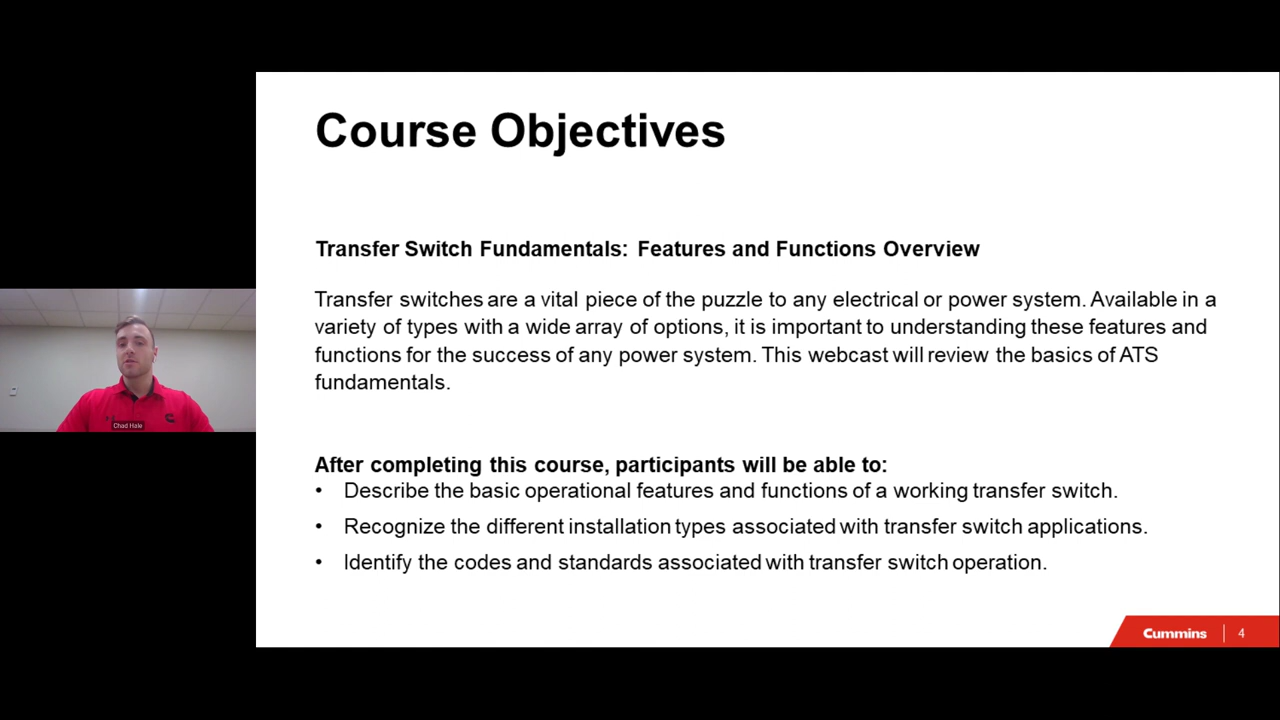 Course Objectives
Transfer Switch Fundamentals: Features and Functions Overview
Transfer switches are a vital piece of the puzzle to any electrical or power system. Available in a
variety of types with a wide array of options, it is important to understanding these features and
functions for the success of any power system. This webcast will review the basics of ATS
fundamentals.
After completing this course, participants will be able to:
• Describe the basic operational features and functions of a working transfer switch.
• Recognize the different installation types associated with transfer switch applications.
• Identify the codes and standards associated with transfer switch operation.
Chad Hale
Cummins | 4